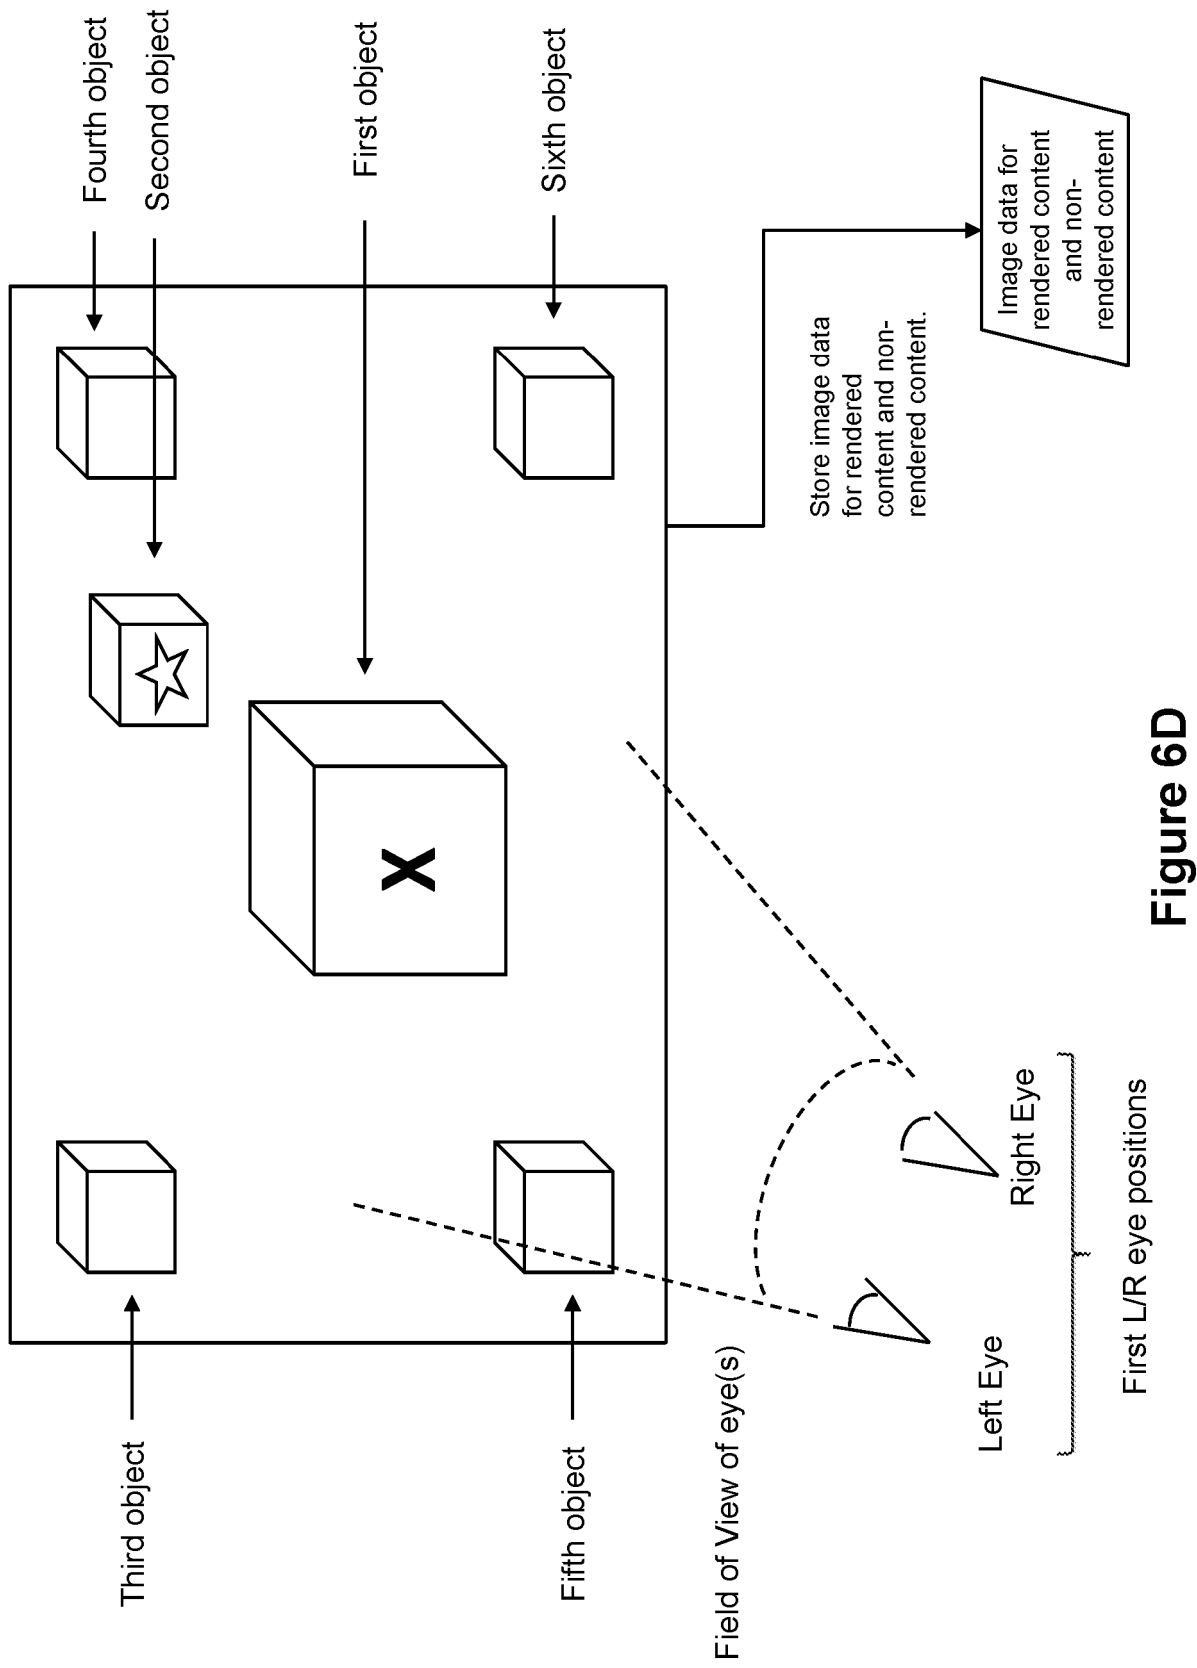 Third object
Fourth object
Second object
First object
Fifth object
Sixth object
X
Field of View of eye(s)
Store image data
for rendered
content and non-
rendered content.
Left Eye
Right Eye
First L/R eye positions
Image data for
rendered content
and non-
rendered content
Figure 6D